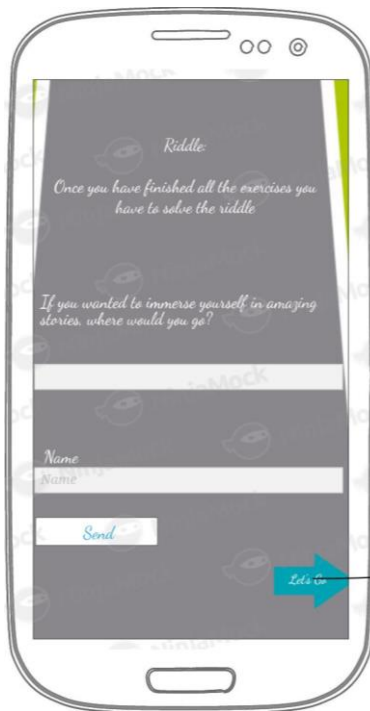 Riddle:
Once you have finished all the exercises you
have to solve the riddle
If you wanted to immerse yourself in amazing
stories, where would you go?
Name
Name
Send
Let's Go
NinjaMock